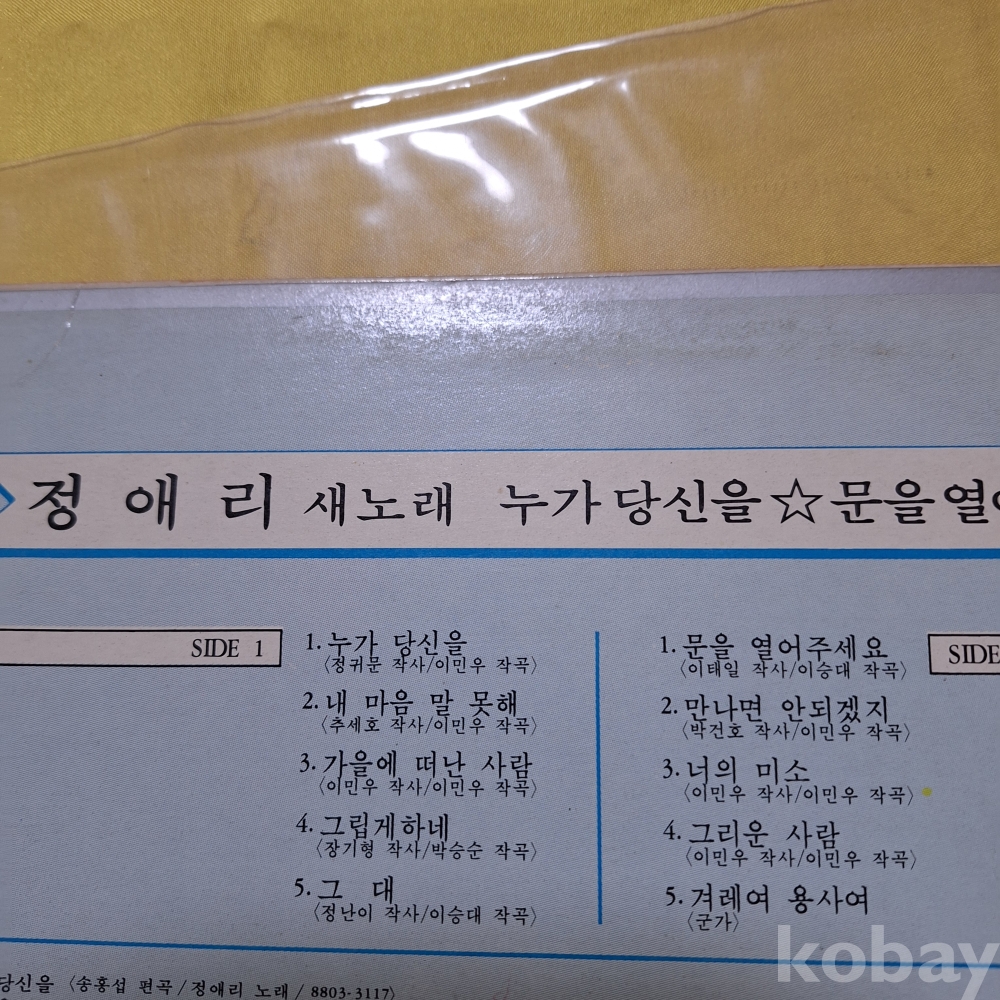 정 애 리 새노래 누가당신을☆문을열
SIDE 1
1. 누가 당신을
〈정귀문 작사/이민우 작곡〉
2. 내 마음 말 못해
〈추세호 작사/이민우 작곡〉
3. 가을에 떠난 사람
〈이민우 작사/이민우 작곡〉
4. 그립게하네
〈장기형 작사/박승순 작곡〉
5. 그 대
〈정난이 작사/이승대 작곡〉
SIDE
1. 문을 열어주세요
〈이태일 작사/이승대 작곡〉
2. 만나면 안되겠지
〈박건호 작사/이민우 작곡〉
3. 너의 미소
〈이민우 작사/이민우 작곡〉
4. 그리운 사람
〈이민우 작사/이민우 작곡〉
5. 겨레여 용사여
〈군가〉
당신을 〈송홍섭 편곡/정애리 노래/8803-3117〉
kobay